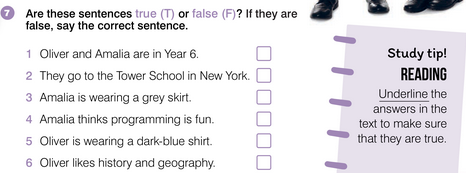 7 Are these sentences true (T) or false (F)? If they are
false, say the correct sentence.
1 Oliver and Amalia are in Year 6.
2 They go to the Tower School in New York.
3 Amalia is wearing a grey skirt.
4 Amalia thinks programming is fun.
5 Oliver is wearing a dark-blue shirt.
6 Oliver likes history and geography.
Study tip!
READING
Underline the
answers in the
text to make sure
that they are true.